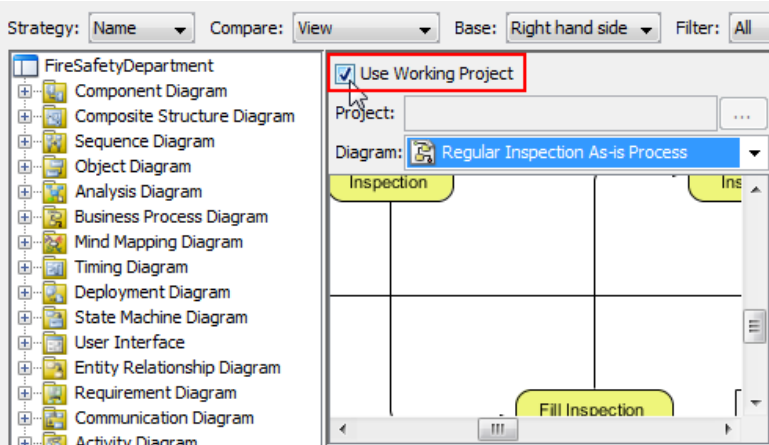 Strategy: Name Compare: View Base: Right hand side Filter: All
FireSafetyDepartment
Component Diagram
Composite Structure Diagram
Sequence Diagram
Object Diagram
Analysis Diagram
Business Process Diagram
Mind Mapping Diagram
Timing Diagram
Deployment Diagram
State Machine Diagram
User Interface
Entity Relationship Diagram
Requirement Diagram
Communication Diagram
Activity Diagram
Use Working Project
Project: ...
Diagram: Regular Inspection As-is Process
Inspection Ins
Fill Inspection